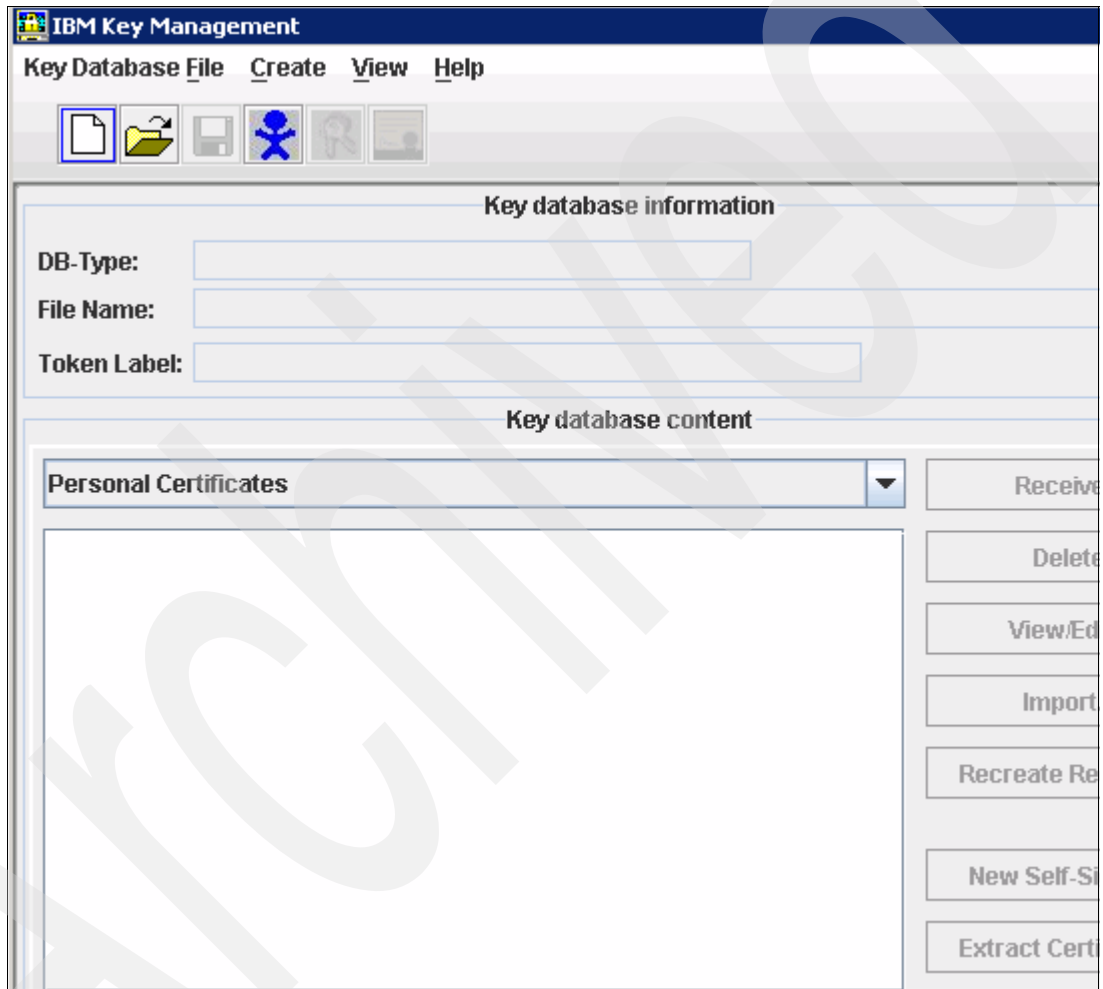 IBM Key Management
Key Database File Create View Help
Key database information
DB-Type:
File Name:
Token Label:
Key database content
Personal Certificates
Receive
Delete
View/Ed
Import.
Recreate Re
New Self-Si
Extract Certi
Archived